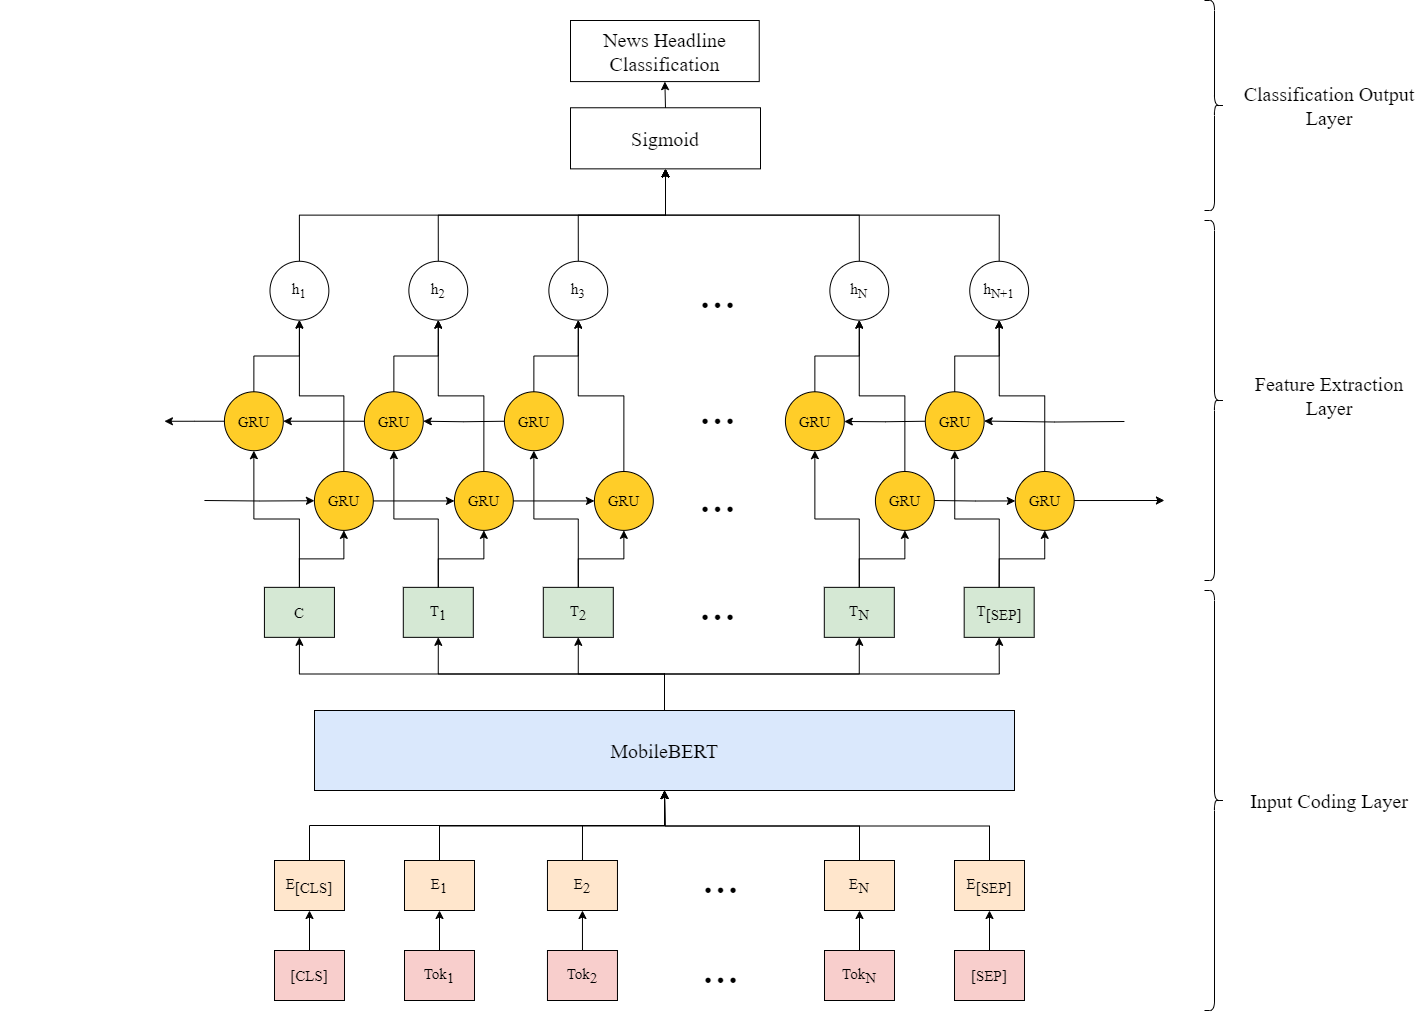 News Headline
Classification
Classification Output
Layer
Sigmoid
h1 h2 h3 ... hN hN+1
Feature Extraction
Layer
GRU GRU GRU ... GRU GRU
GRU GRU GRU ... GRU GRU
C T1 T2 ... TN T[SEP]
MobileBERT
Input Coding Layer
E[CLS] E1 E2 ... EN E[SEP]
[CLS] Tok1 Tok2 ... TokN [SEP]